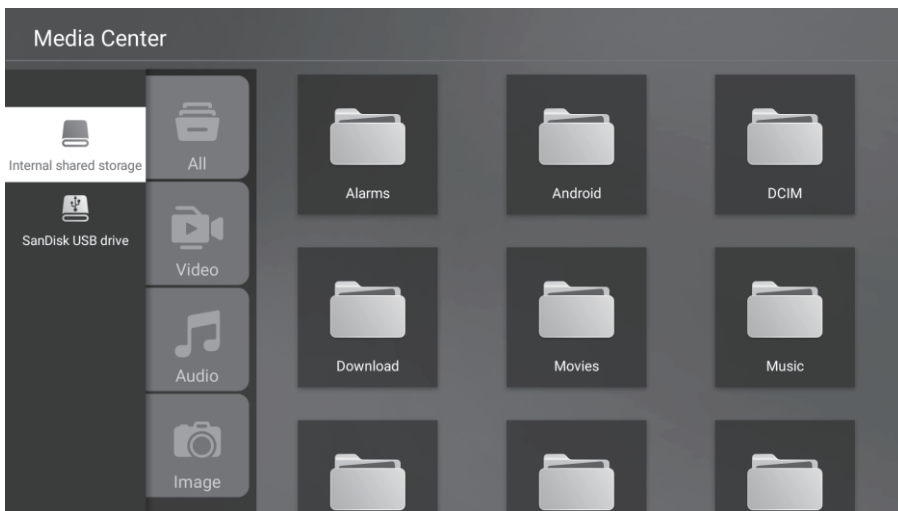 Media Center
Internal shared storage
SanDisk USB drive
All
Video
Audio
Image
Alarms
Android
DCIM
Download
Movies
Music